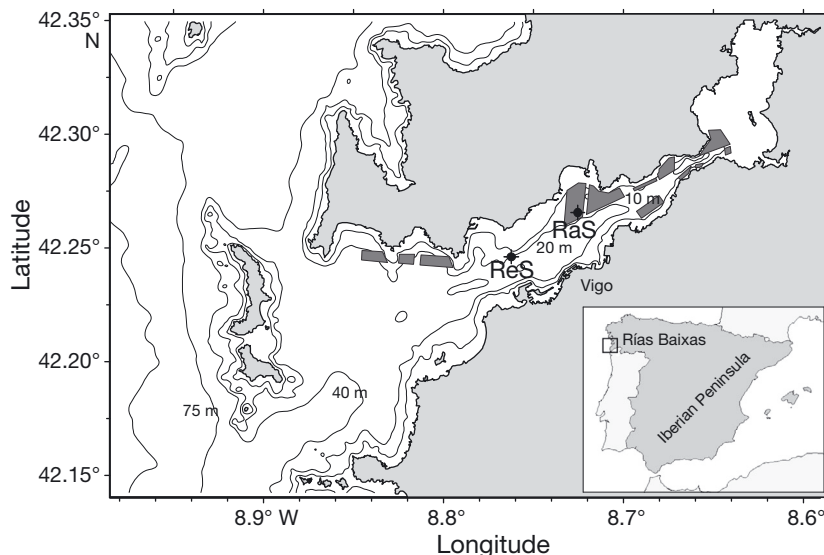 42.35°
N
42.30°
42.25°
42.20°
42.15°
Latitude
10 m
RaS
20 m
ReS
Vigo
75 m
40 m
Rías Baixas
Iberian Peninsula
8.9° W
8.8°
8.7°
8.6°
Longitude